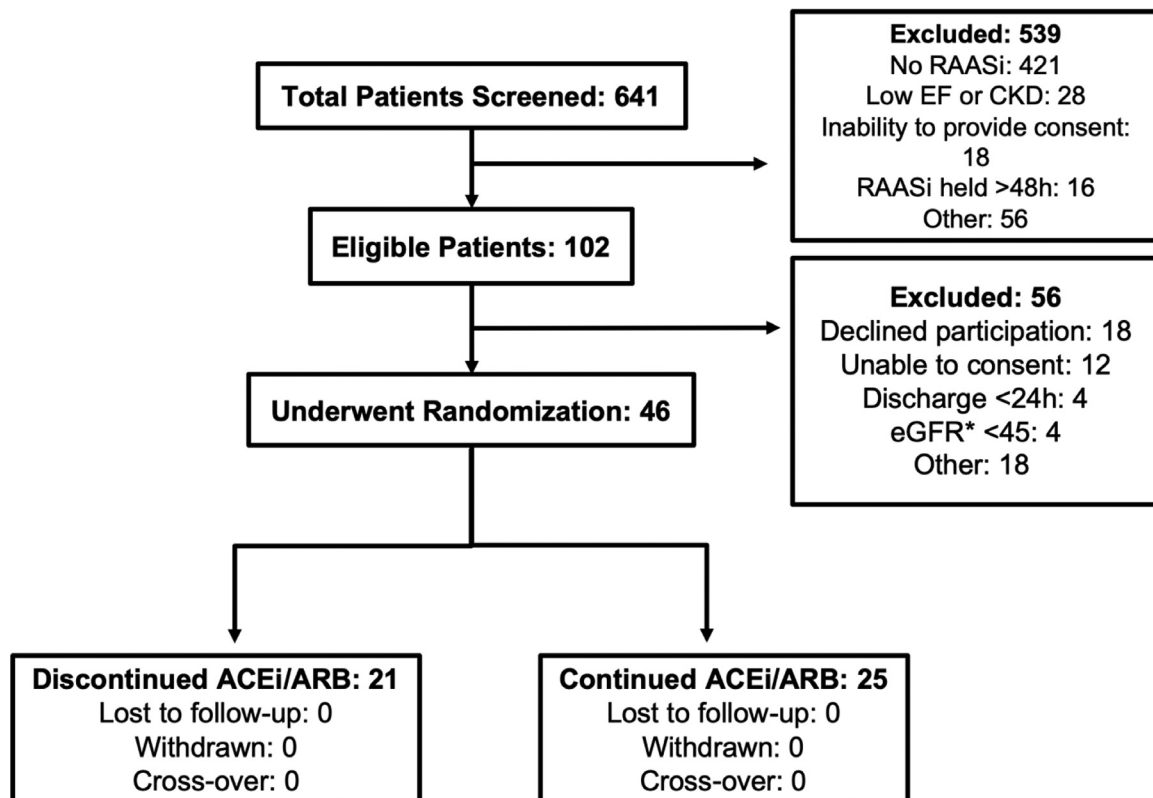 Total Patients Screened: 641
Excluded: 539
No RAASi: 421
Low EF or CKD: 28
Inability to provide consent:
18
RAASi held >48h: 16
Other: 56
Eligible Patients: 102
Excluded: 56
Declined participation: 18
Unable to consent: 12
Discharge <24h: 4
eGFR* <45: 4
Other: 18
Underwent Randomization: 46
Discontinued ACEi/ARB: 21
Lost to follow-up: 0
Withdrawn: 0
Cross-over: 0
Continued ACEi/ARB: 25
Lost to follow-up: 0
Withdrawn: 0
Cross-over: 0